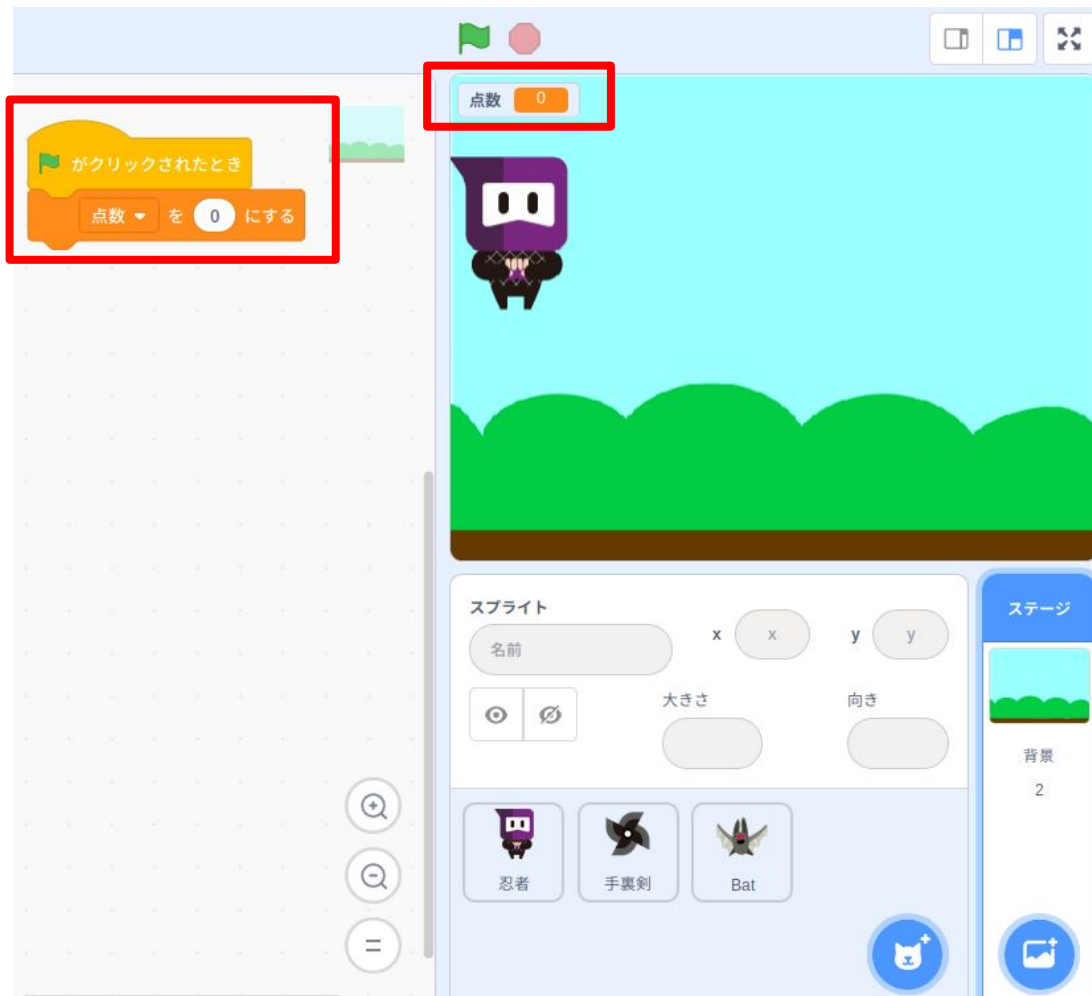 点数 0
がクリックされたとき
点数 を 0 にする
スプライト
名前
x x y y
大きさ 向き
ステージ
背景
2
忍者 手裏剣 Bat